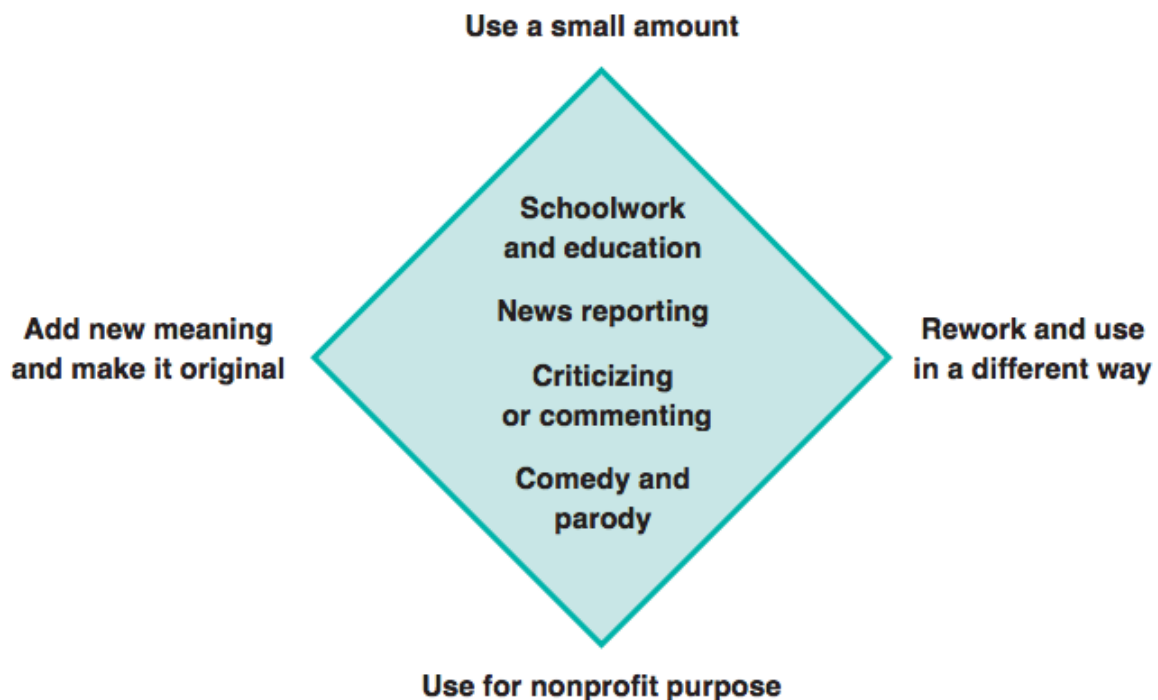 Use a small amount
Schoolwork
and education
News reporting
Add new meaning
and make it original
Rework and use
in a different way
Criticizing
or commenting
Comedy and
parody
Use for nonprofit purpose